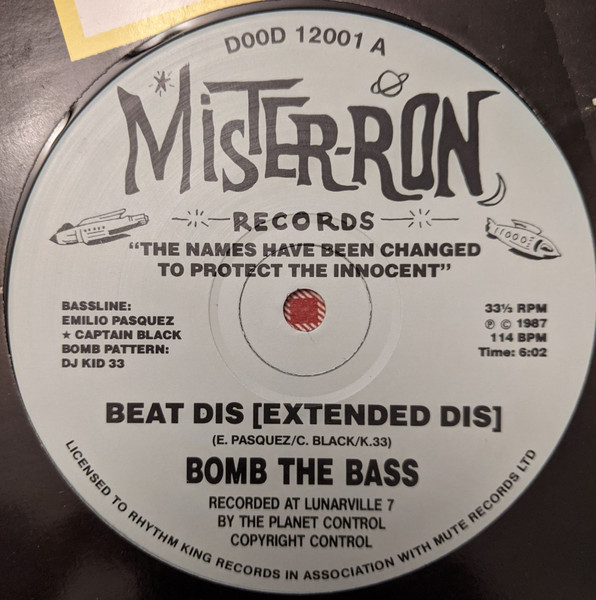 D00D 12001 A
MISTER-RON
RECORDS
"THE NAMES HAVE BEEN CHANGED
TO PROTECT THE INNOCENT"
BASSLINE:
EMILIO PASQUEZ
★ CAPTAIN BLACK
BOMB PATTERN:
DJ KID 33
33⅓ RPM
℗ © 1987
114 BPM
Time: 6:02
BEAT DIS [EXTENDED DIS]
(E. PASQUEZ/C. BLACK/K.33)
BOMB THE BASS
RECORDED AT LUNARVILLE 7
BY THE PLANET CONTROL
COPYRIGHT CONTROL
LICENSED TO RHYTHM KING RECORDS IN ASSOCIATION WITH MUTE RECORDS LTD